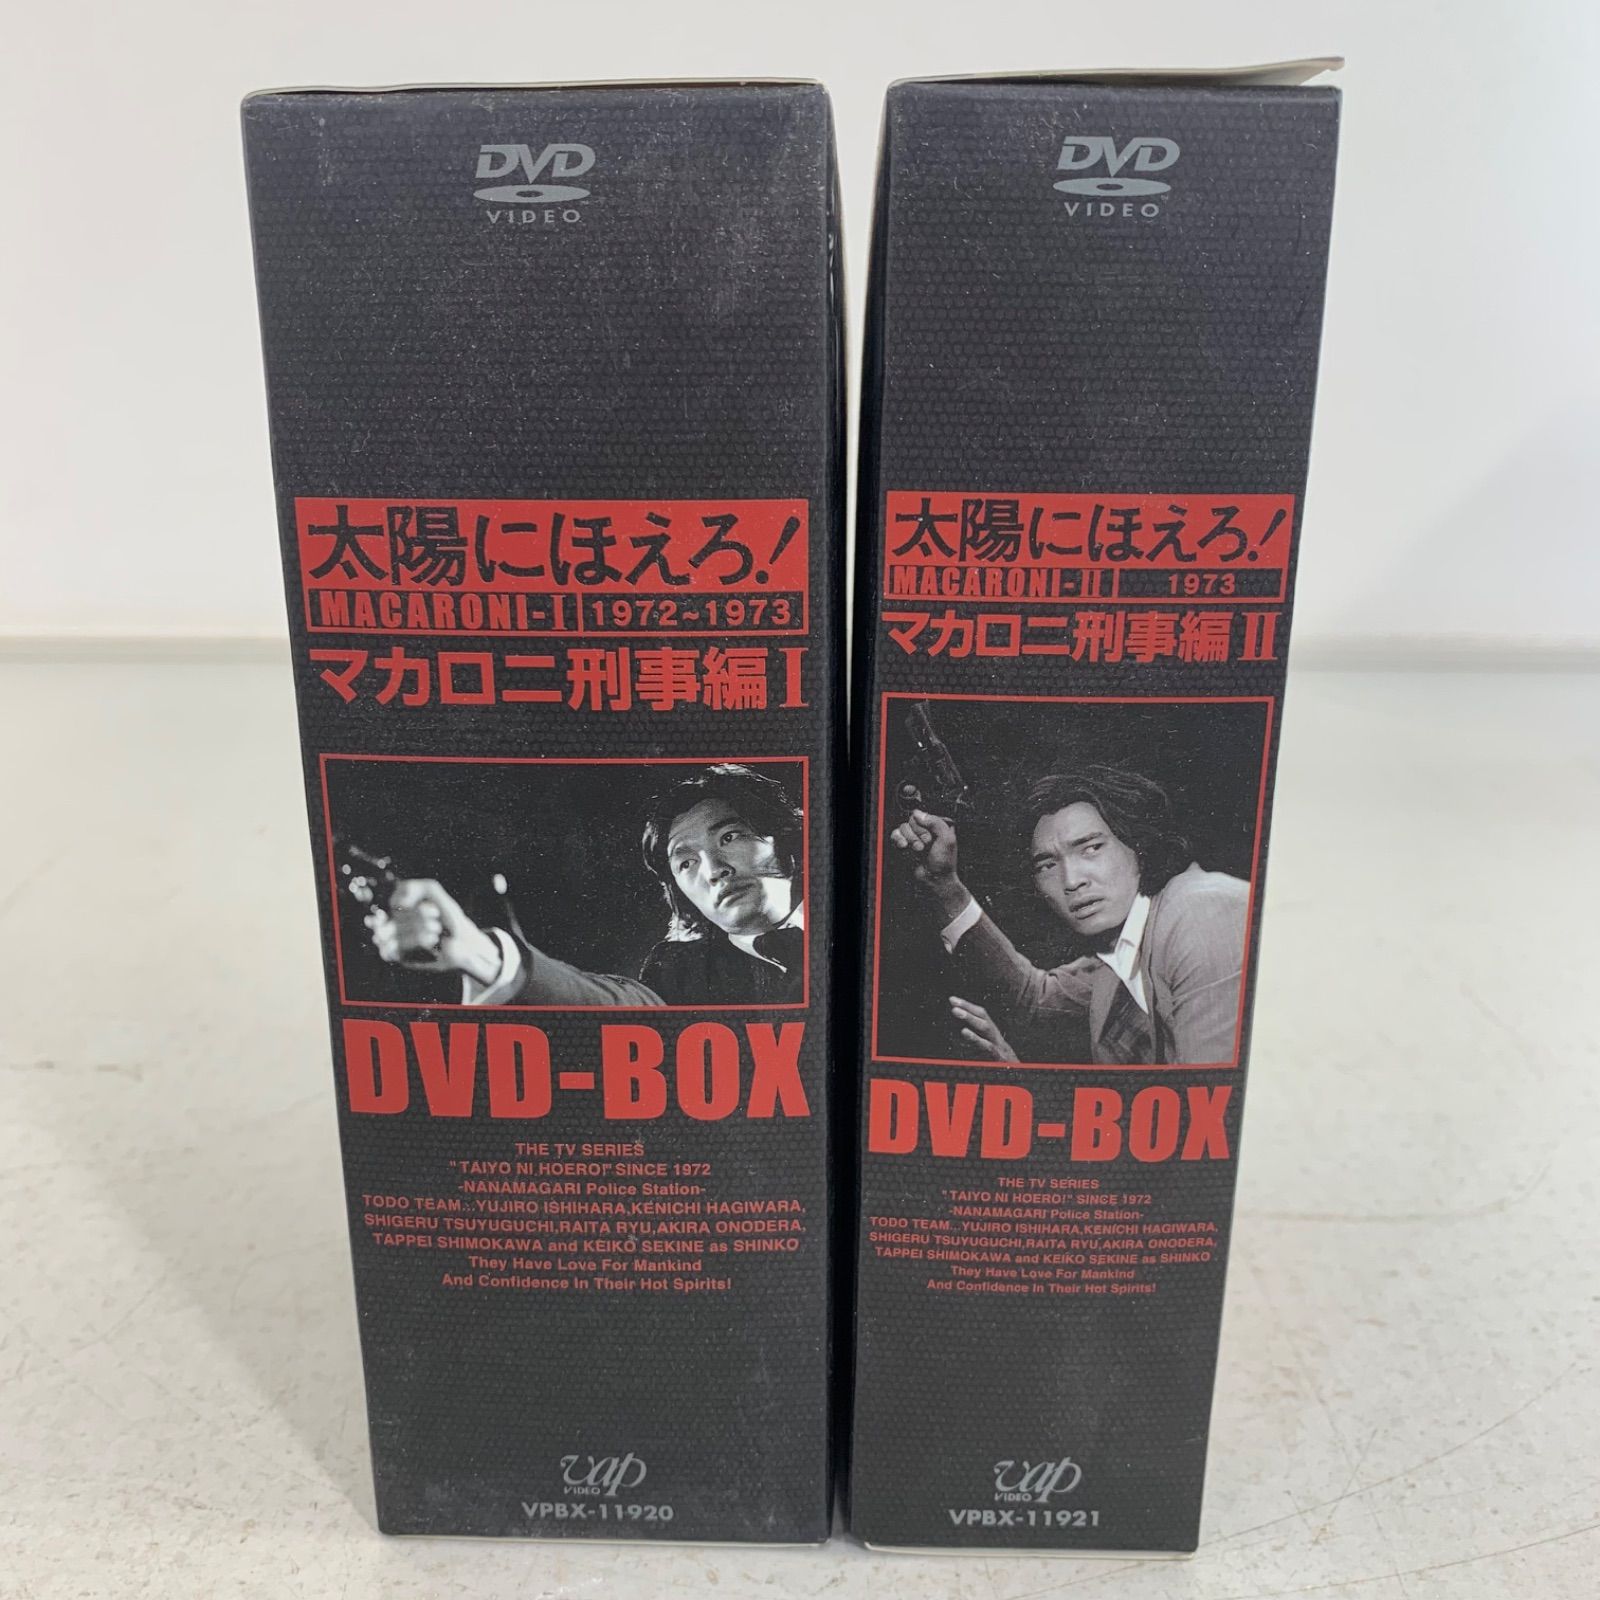 DVD
VIDEO
太陽にほえろ!
MACARONI-I 1972~1973
マカロニ刑事編 I
DVD-BOX
THE TV SERIES
"TAIYO NI HOERO!" SINCE 1972
-NANAMAGARI Police Station-
TODO TEAM...YUJIRO ISHIHARA,KENICHI HAGIWARA,
SHIGERU TSUYUGUCHI,RAITA RYU,AKIRA ONODERA,
TAPPEI SHIMOKAWA and KEIKO SEKINE as SHINKO
They Have Love For Mankind
And Confidence In Their Hot Spirits!
vap
VIDEO
VPBX-11920
DVD
VIDEO
太陽にほえろ!
MACARONI-II 1973
マカロニ刑事編 II
DVD-BOX
THE TV SERIES
"TAIYO NI HOERO!" SINCE 1972
-NANAMAGARI Police Station-
TODO TEAM...YUJIRO ISHIHARA,KENICHI HAGIWARA,
SHIGERU TSUYUGUCHI,RAITA RYU,AKIRA ONODERA,
TAPPEI SHIMOKAWA and KEIKO SEKINE as SHINKO
They Have Love For Mankind
And Confidence In Their Hot Spirits!
vap
VIDEO
VPBX-11921